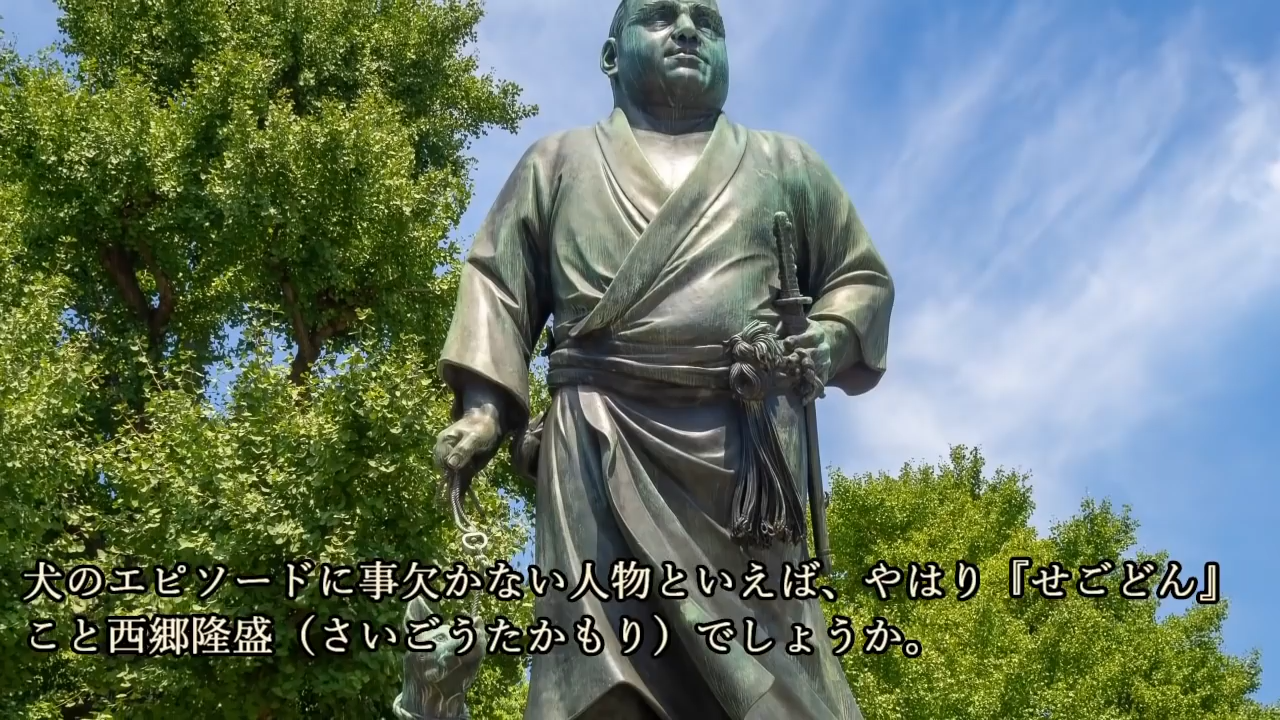 犬のエピソードに事欠かない人物といえば、やはり『せごどん』
こと西郷隆盛（さいごうたかもり）でしょうか。